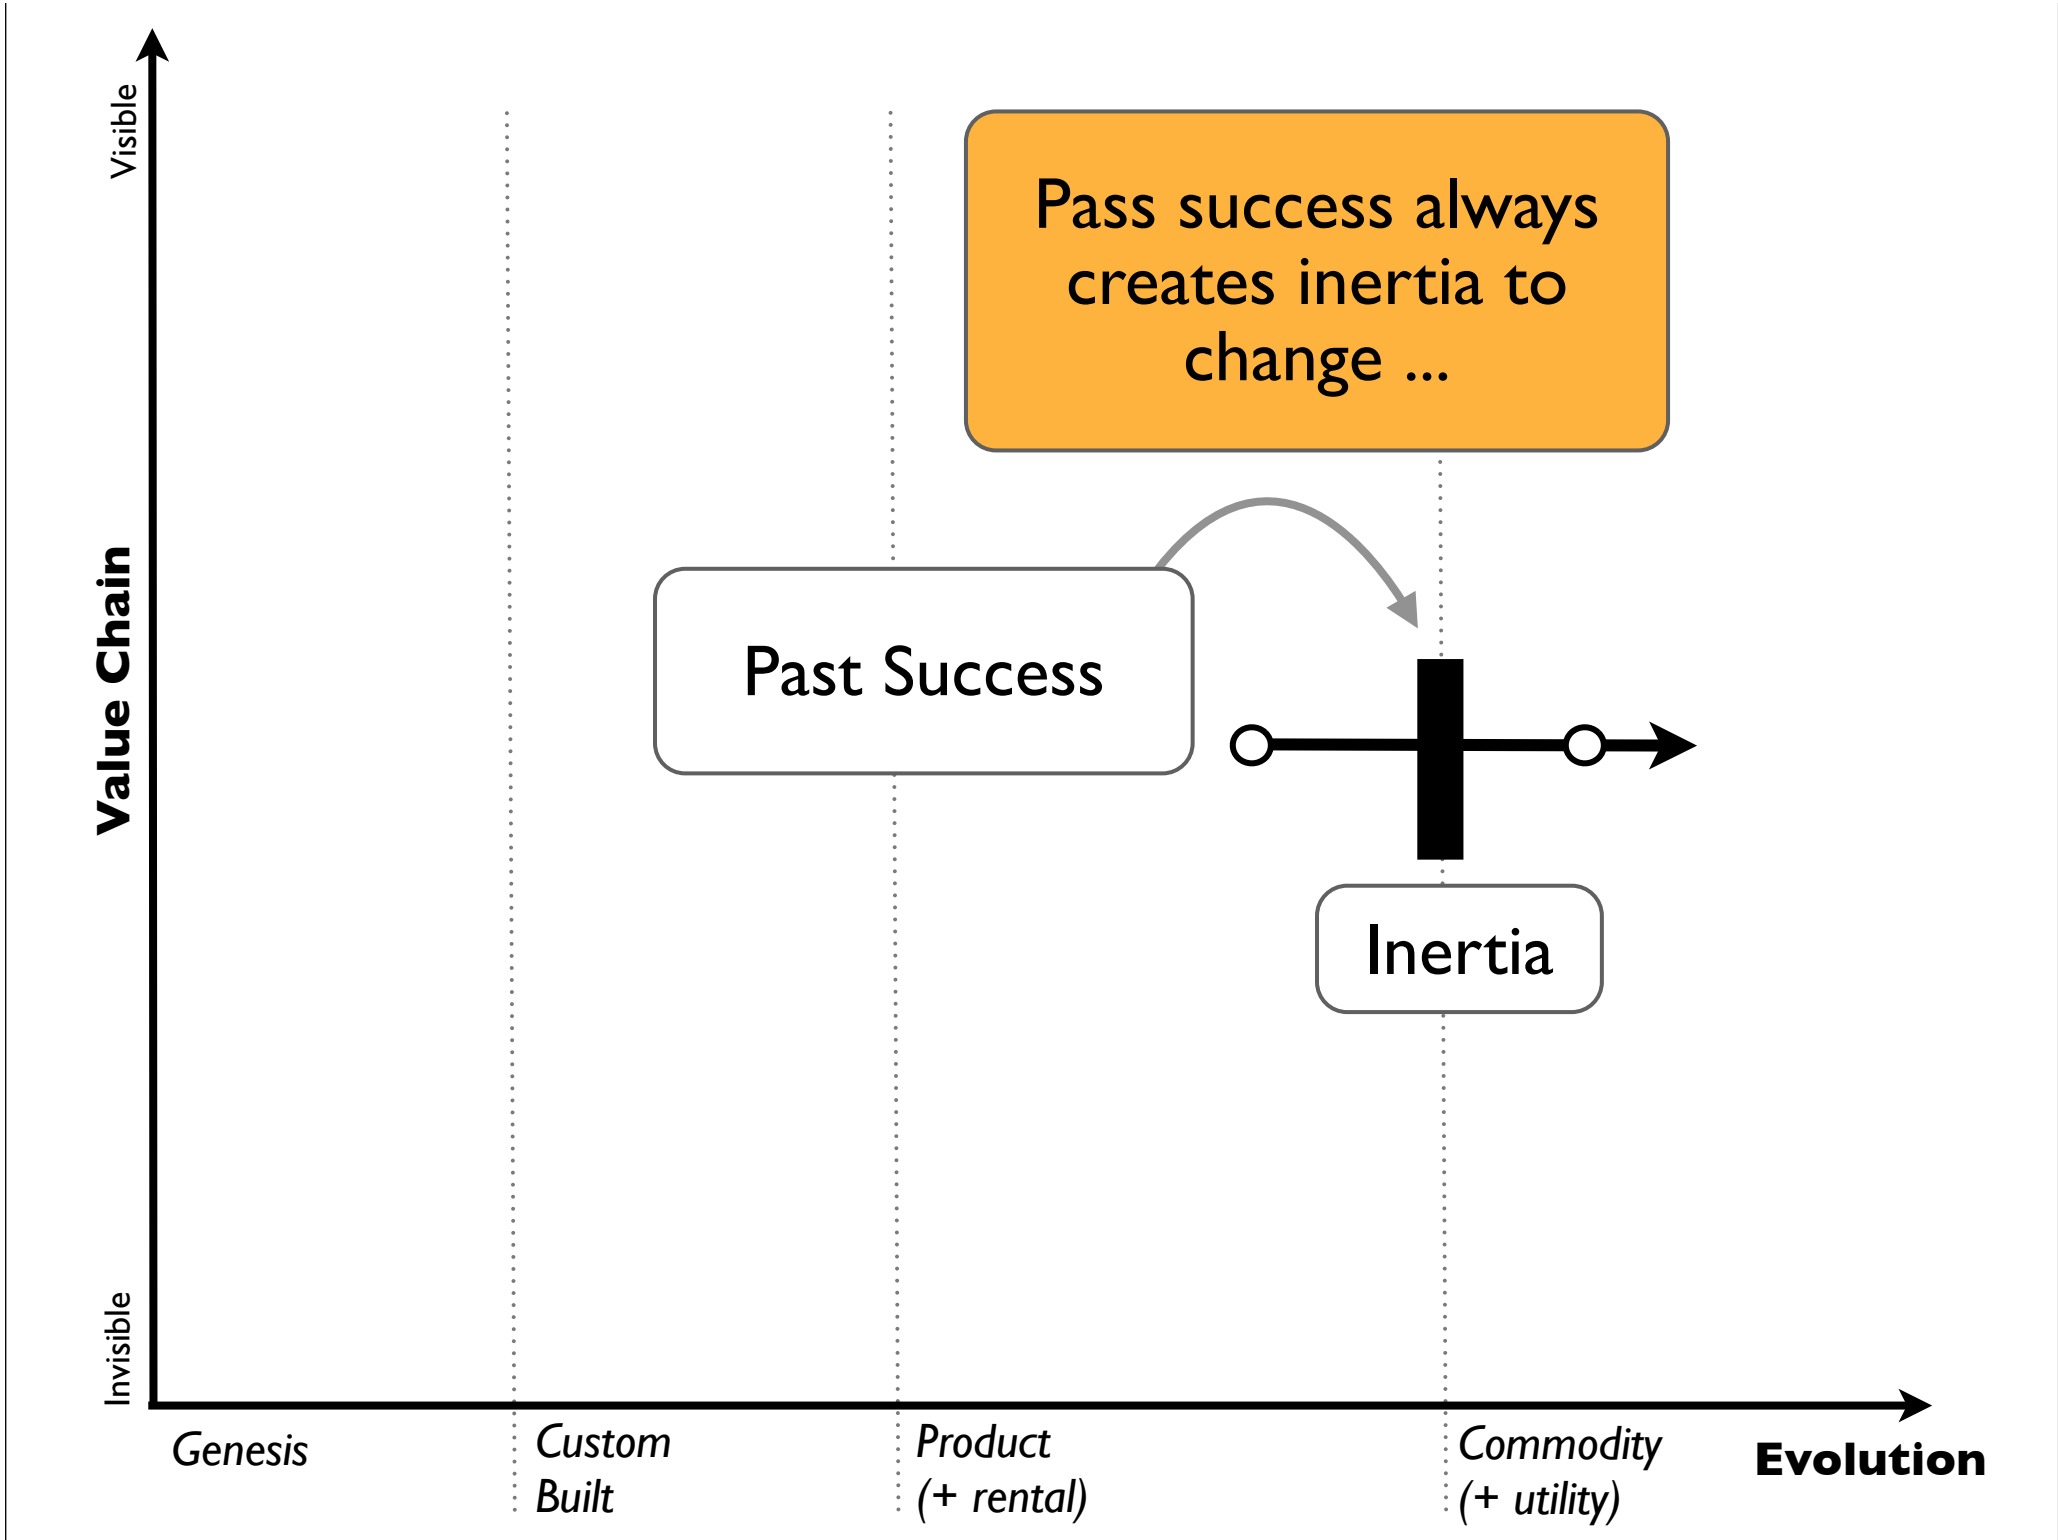 Visible
Pass success always
creates inertia to
change ...
Value Chain
Past Success
Inertia
Invisible
Genesis
Custom
Built
Product
(+ rental)
Commodity
(+ utility)
Evolution